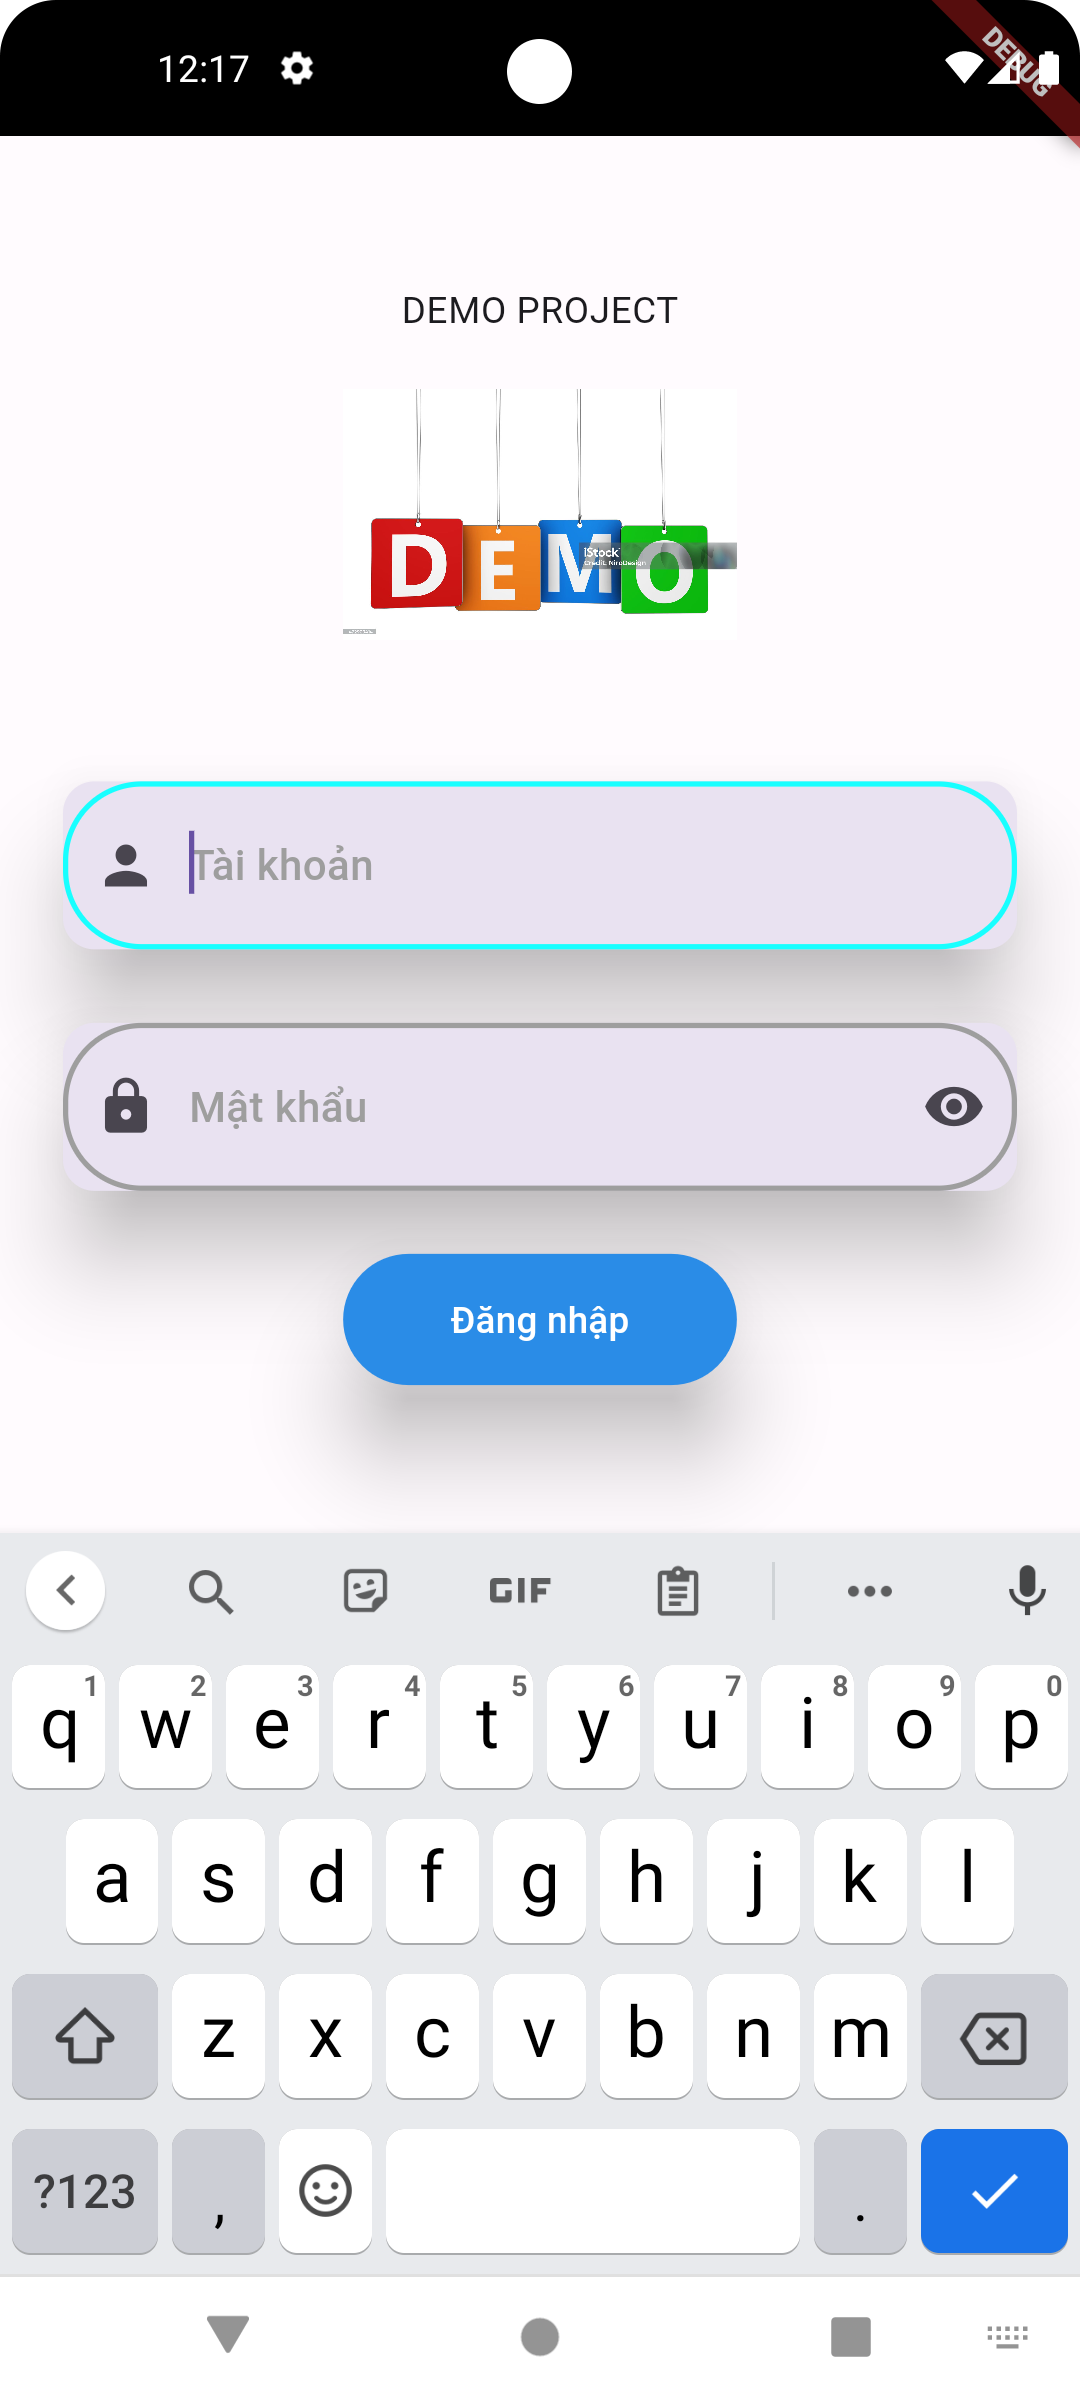 12:17
DEBUG
DEMO PROJECT
DEMO
iStock
Credit: NiroDesign
Tài khoản
Mật khẩu
Đăng nhập
GIF
1 2 3 4 5 6 7 8 9 0
q w e r t y u i o p
a s d f g h j k l
z x c v b n m
?123 , .